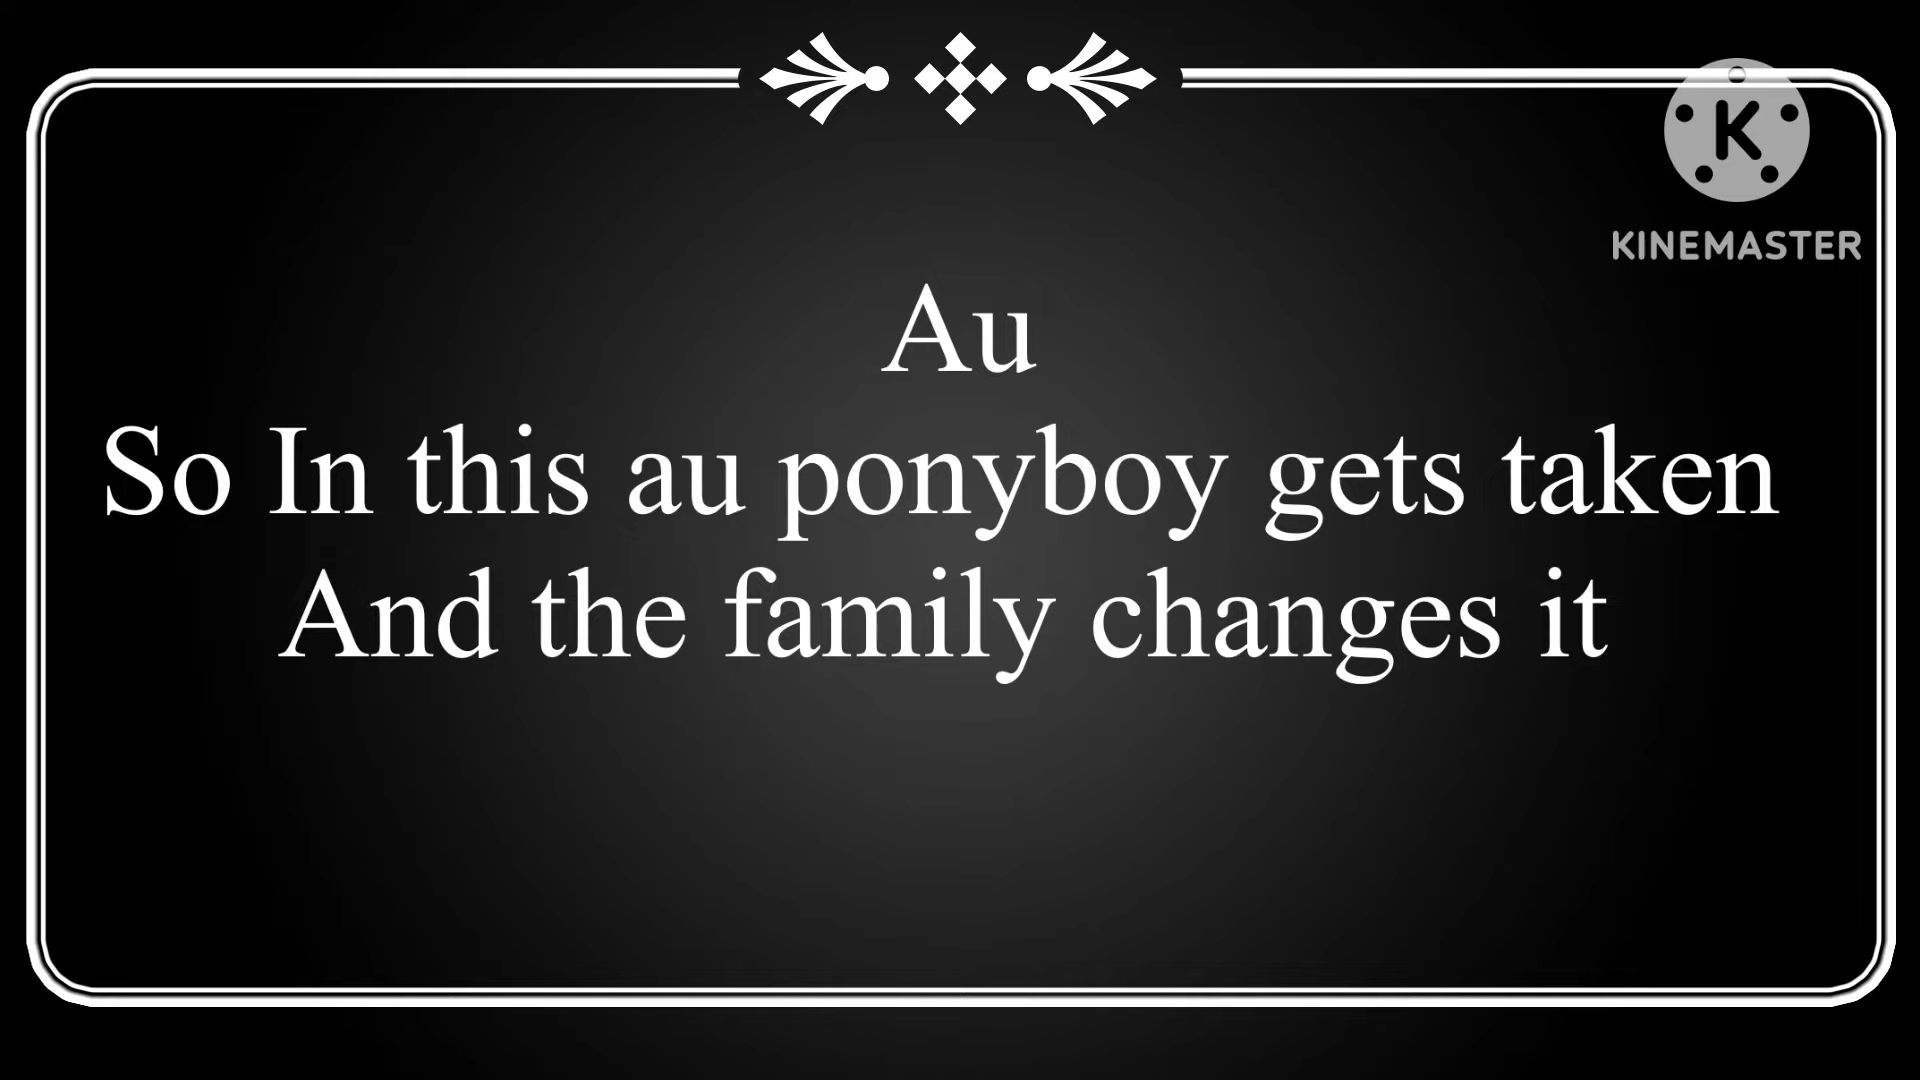 K
KINEMASTER
Au
So In this au ponyboy gets taken
And the family changes it